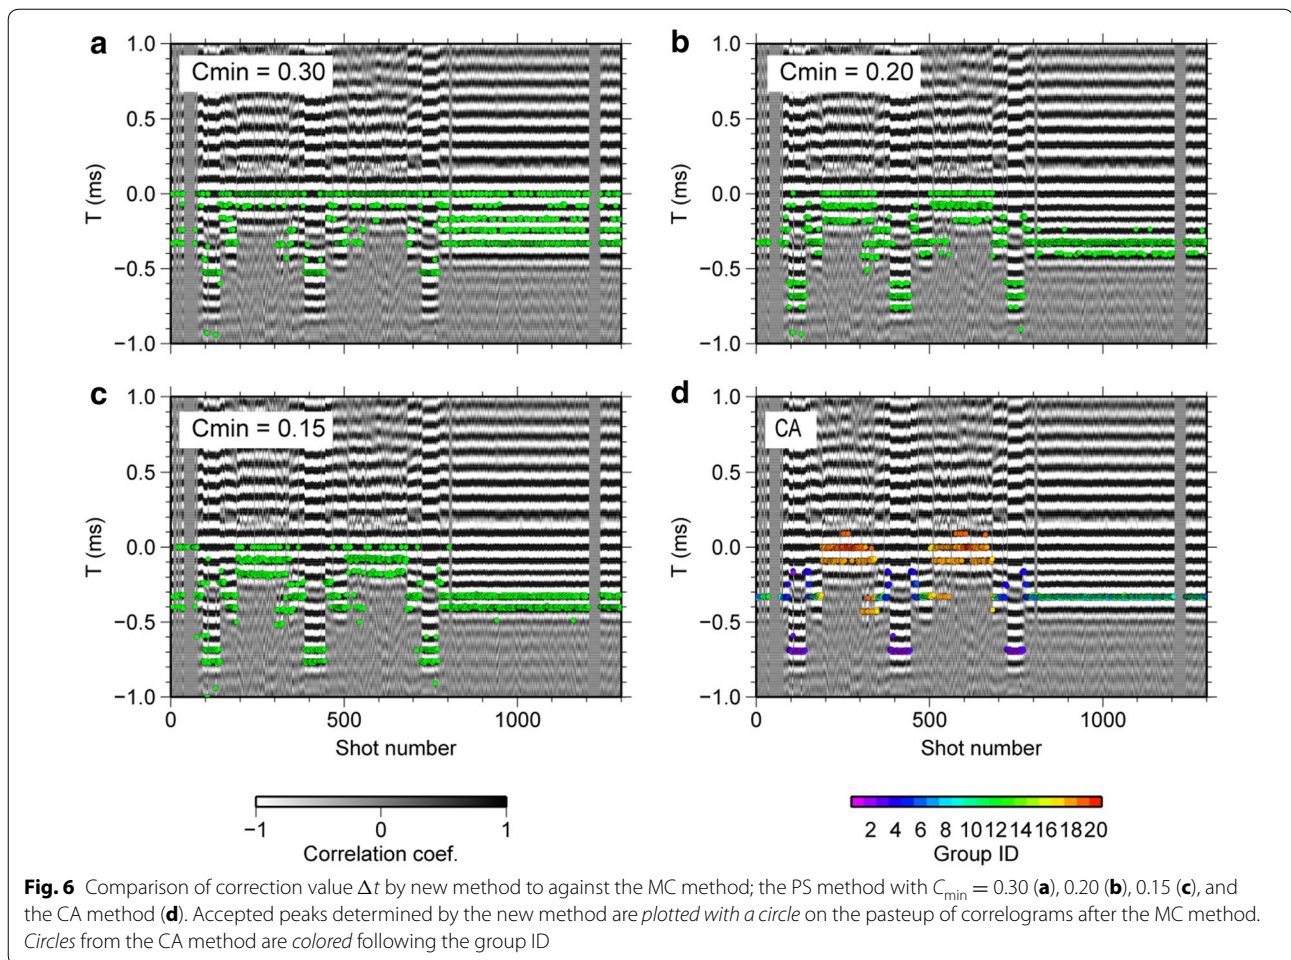 a
b
1.0
0.5
0.0
−0.5
−1.0
T (ms)
Cmin = 0.30
1.0
0.5
0.0
−0.5
−1.0
T (ms)
Cmin = 0.20
c
d
1.0
0.5
0.0
−0.5
−1.0
T (ms)
Cmin = 0.15
0 500 1000
Shot number
1.0
0.5
0.0
−0.5
−1.0
T (ms)
CA
0 500 1000
Shot number
−1 0 1
Correlation coef.
2 4 6 8 10 12 14 16 18 20
Group ID
Fig. 6 Comparison of correction value Δt by new method to against the MC method; the PS method with Cmin = 0.30 (a), 0.20 (b), 0.15 (c), and
the CA method (d). Accepted peaks determined by the new method are plotted with a circle on the pasteup of correlograms after the MC method.
Circles from the CA method are colored following the group ID